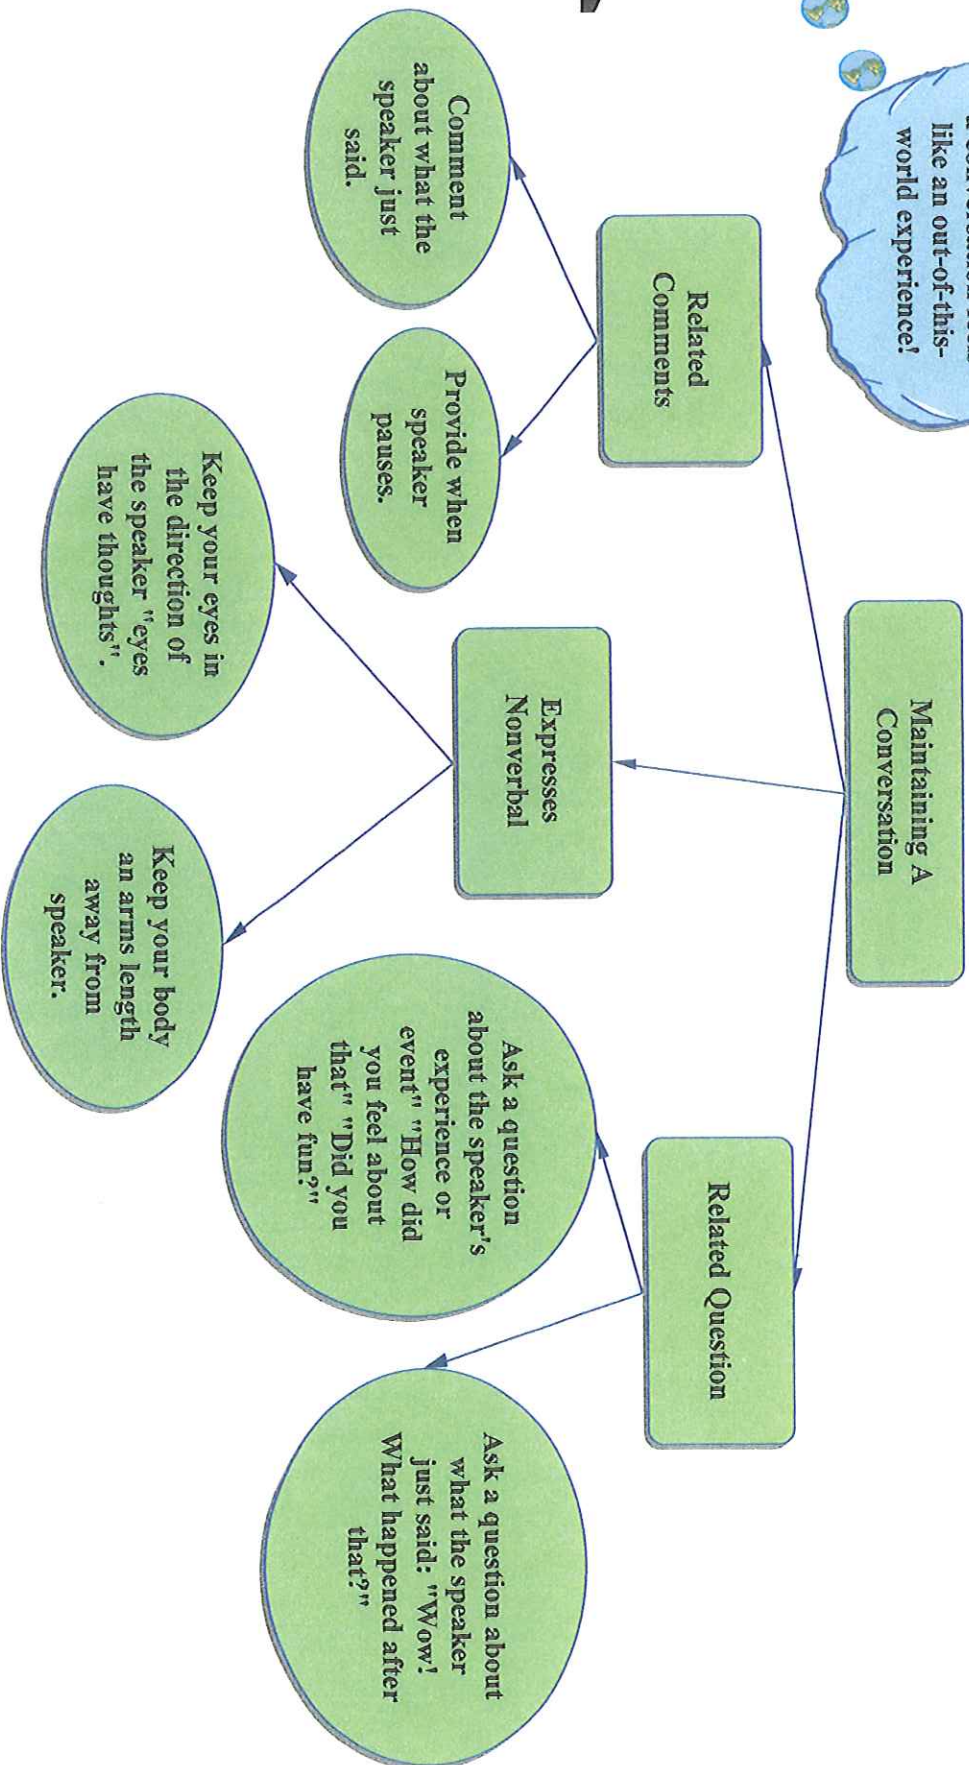 like an out-of-this-
world experience!
Maintaining A
Conversation
Related
Comments
Expresses
Nonverbal
Related Question
Comment
about what the
speaker just
said.
Provide when
speaker
pauses.
Keep your eyes in
the direction of
the speaker "eyes
have thoughts".
Keep your body
an arms length
away from
speaker.
Ask a question
about the speaker's
experience or
event" "How did
you feel about
that" "Did you
have fun?"
Ask a question about
what the speaker
just said: "Wow!
What happened after
that?"